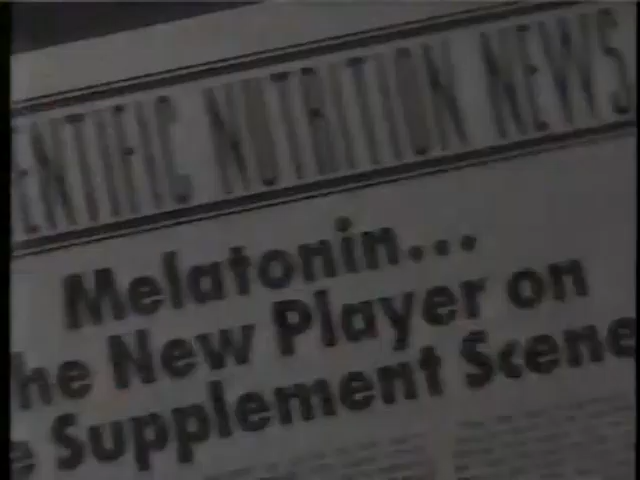 ENTIFIC NUTRITION NEWS
Melatonin...
he New Player on
e Supplement Scene